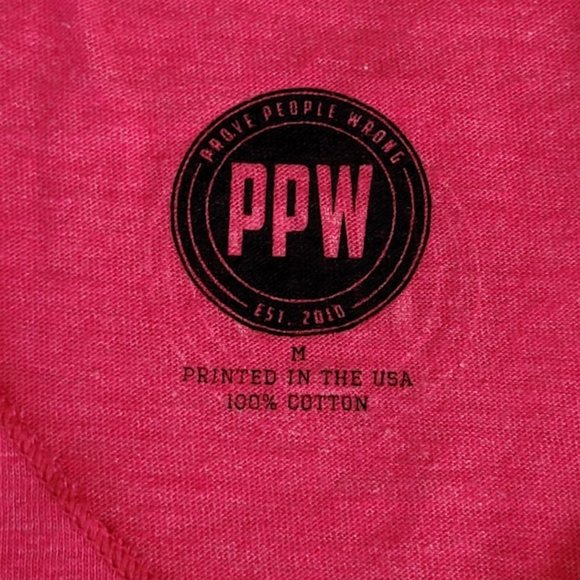 PROVE PEOPLE WRONG
PPW
EST. 2010
M
PRINTED IN THE USA
100% COTTON